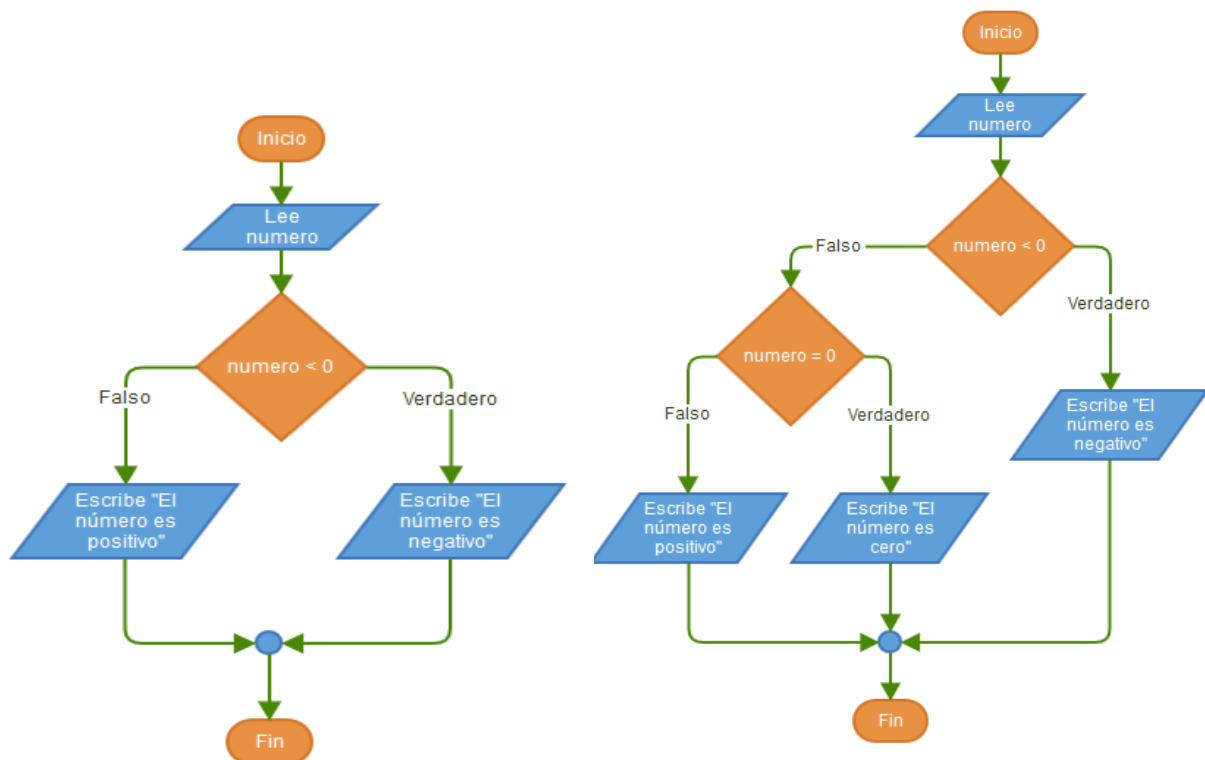 Inicio
Lee
numero
numero < 0
Falso
Verdadero
Escribe "El
número es
positivo"
Escribe "El
número es
negativo"
Fin
Inicio
Lee
numero
numero < 0
Falso
Verdadero
numero = 0
Falso
Verdadero
Escribe "El
número es
negativo"
Escribe "El
número es
positivo"
Escribe "El
número es
cero"
Fin